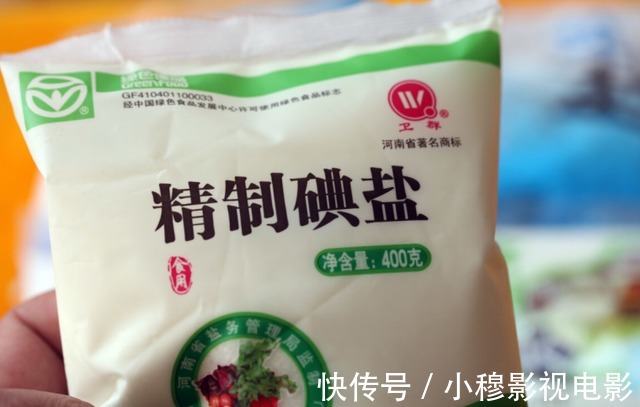 绿色食品
GreenFood
GF410401100033
经中国绿色食品发展中心许可使用绿色食品标志
W
卫群
河南省著名商标
精制碘盐
食用
净含量：400克
河南省盐务管理局监制
快传号 / 小穆影视电影